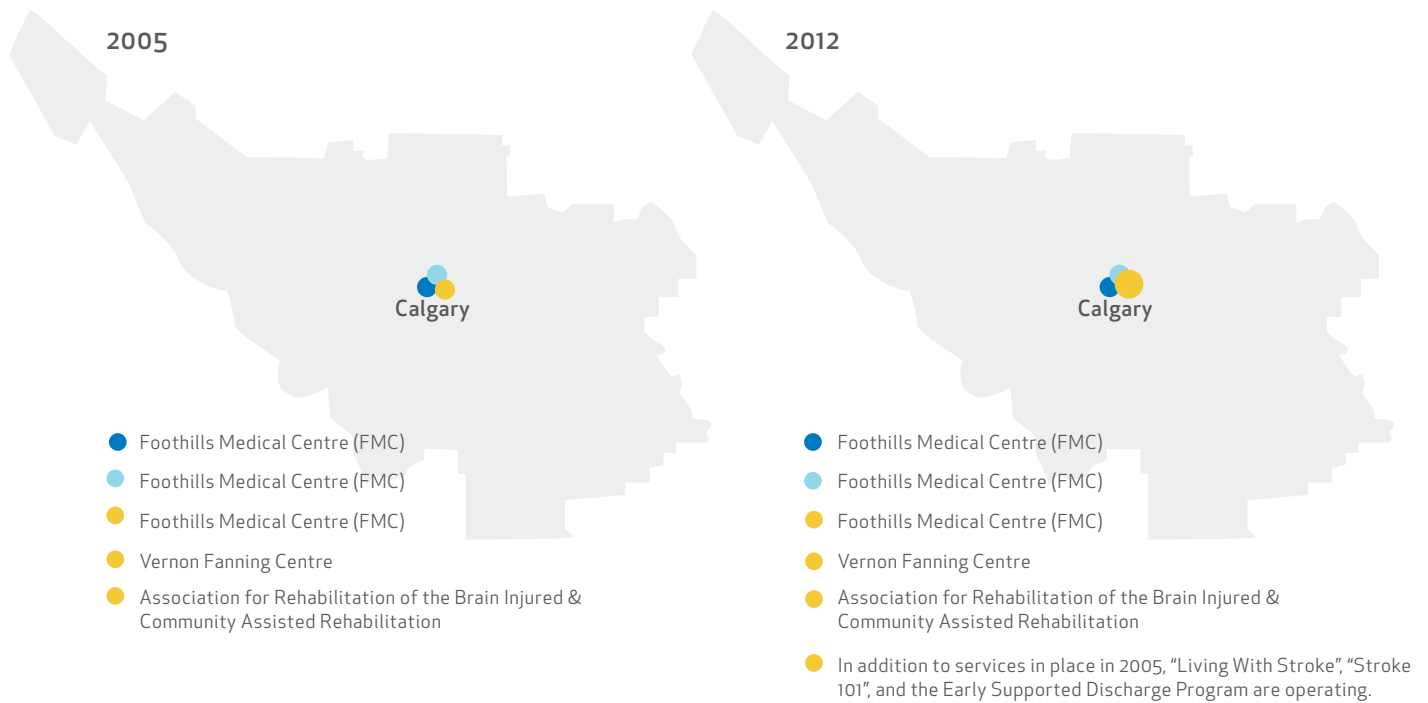 2005
Calgary
Foothills Medical Centre (FMC)
Foothills Medical Centre (FMC)
Foothills Medical Centre (FMC)
Vernon Fanning Centre
Association for Rehabilitation of the Brain Injured &
Community Assisted Rehabilitation
2012
Calgary
Foothills Medical Centre (FMC)
Foothills Medical Centre (FMC)
Foothills Medical Centre (FMC)
Vernon Fanning Centre
Association for Rehabilitation of the Brain Injured &
Community Assisted Rehabilitation
In addition to services in place in 2005, “Living With Stroke”, “Stroke
101”, and the Early Supported Discharge Program are operating.